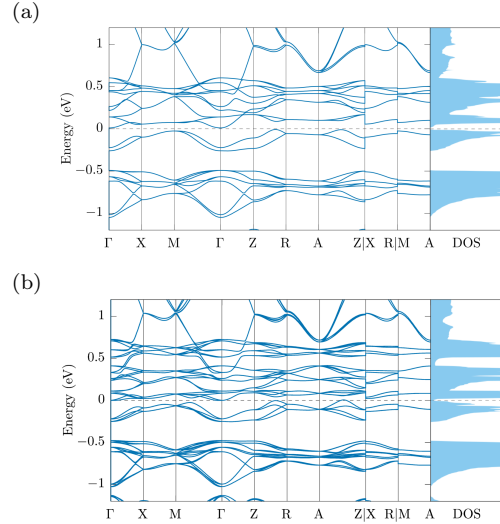 (a)
1
0.5
0
−0.5
−1
Energy (eV)
Γ X M Γ Z R A Z|X R|M A DOS
(b)
1
0.5
0
−0.5
−1
Energy (eV)
Γ X M Γ Z R A Z|X R|M A DOS